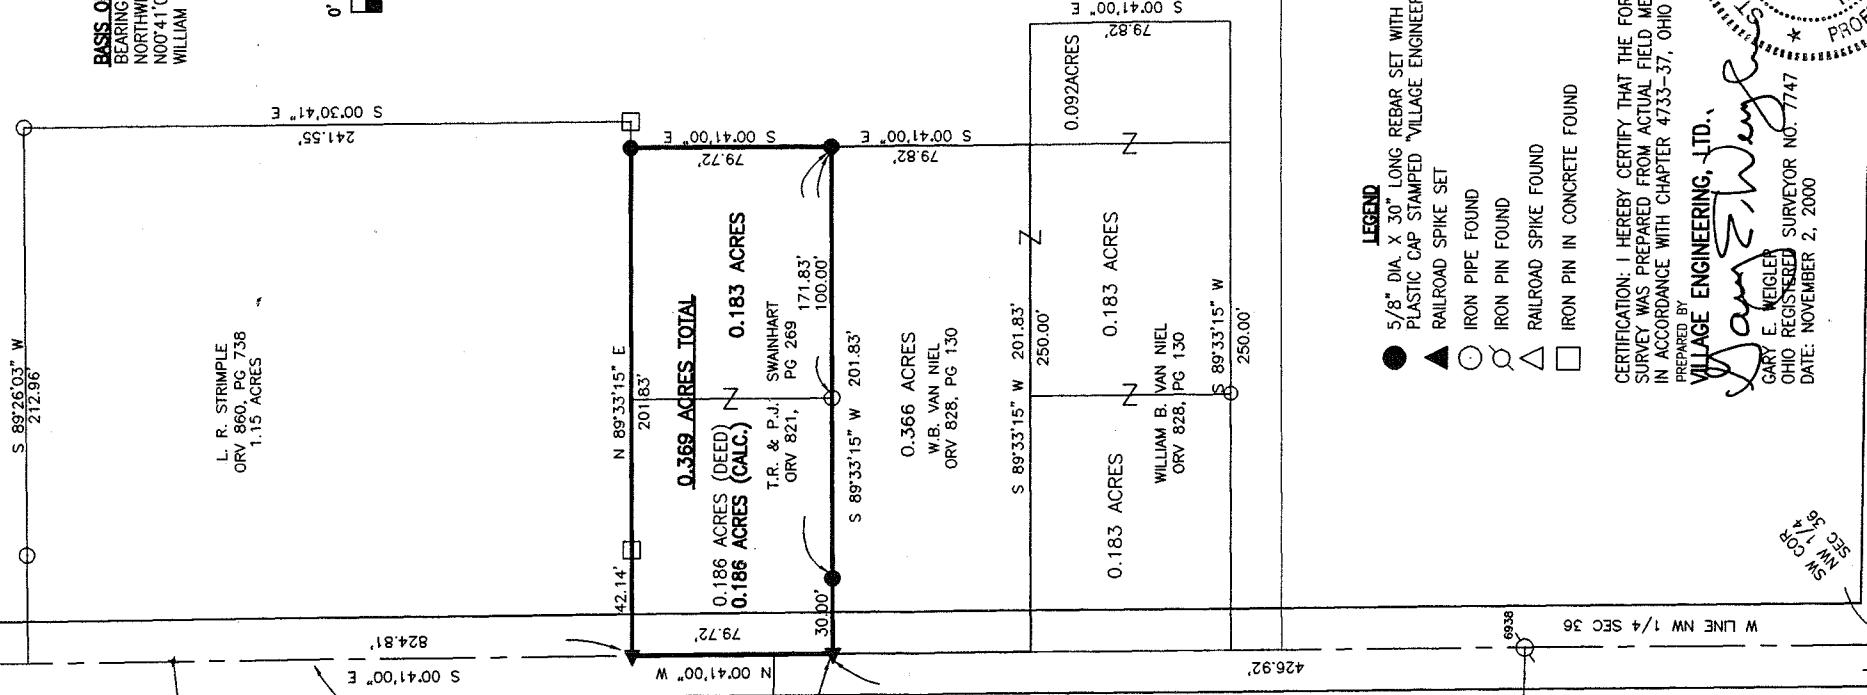 BASIS O
BEARING
NORTHWE
N00°41'0
WILLIAM
0'
S 89°26'03" W
212.96'
S 00°30'41" E
241.55'
L. R. STRIMPLE
ORV 860, PG 738
1.15 ACRES
824.81'
S 00°41'00" E
N 89°33'15" E
201.83'
42.14'
S 00°41'00" E
79.72'
0.369 ACRES TOTAL
0.183 ACRES
0.186 ACRES (DEED)
0.186 ACRES (CALC.)
T.R. & P.J. SWAINHART
ORV 821, PG 269
171.83'
100.00'
30.00'
79.72'
N 00°41'00" W
S 89°33'15" W 201.83'
S 00°41'00" E
79.82'
0.366 ACRES
W.B. VAN NIEL
ORV 828, PG 130
S 89°33'15" W 201.83'
250.00'
0.092ACRES
S 00°41'00" E
79.82'
0.183 ACRES
0.183 ACRES
WILLIAM B. VAN NIEL
ORV 828, PG 130
S 89°33'15" W
250.00'
426.92'
LEGEND
5/8" DIA. X 30" LONG REBAR SET WITH
PLASTIC CAP STAMPED "VILLAGE ENGINEER
RAILROAD SPIKE SET
IRON PIPE FOUND
IRON PIN FOUND
RAILROAD SPIKE FOUND
IRON PIN IN CONCRETE FOUND
6938
W LINE NW 1/4 SEC 36
SW COR
NW 1/4
SEC 36
CERTIFICATION: I HEREBY CERTIFY THAT THE FOR
SURVEY WAS PREPARED FROM ACTUAL FIELD ME
IN ACCORDANCE WITH CHAPTER 4733-37, OHIO
PREPARED BY
VILLAGE ENGINEERING, LTD.,
GARY E. WEIGLER
OHIO REGISTERED SURVEYOR NO. 7747
DATE: NOVEMBER 2, 2000
ST
PROF